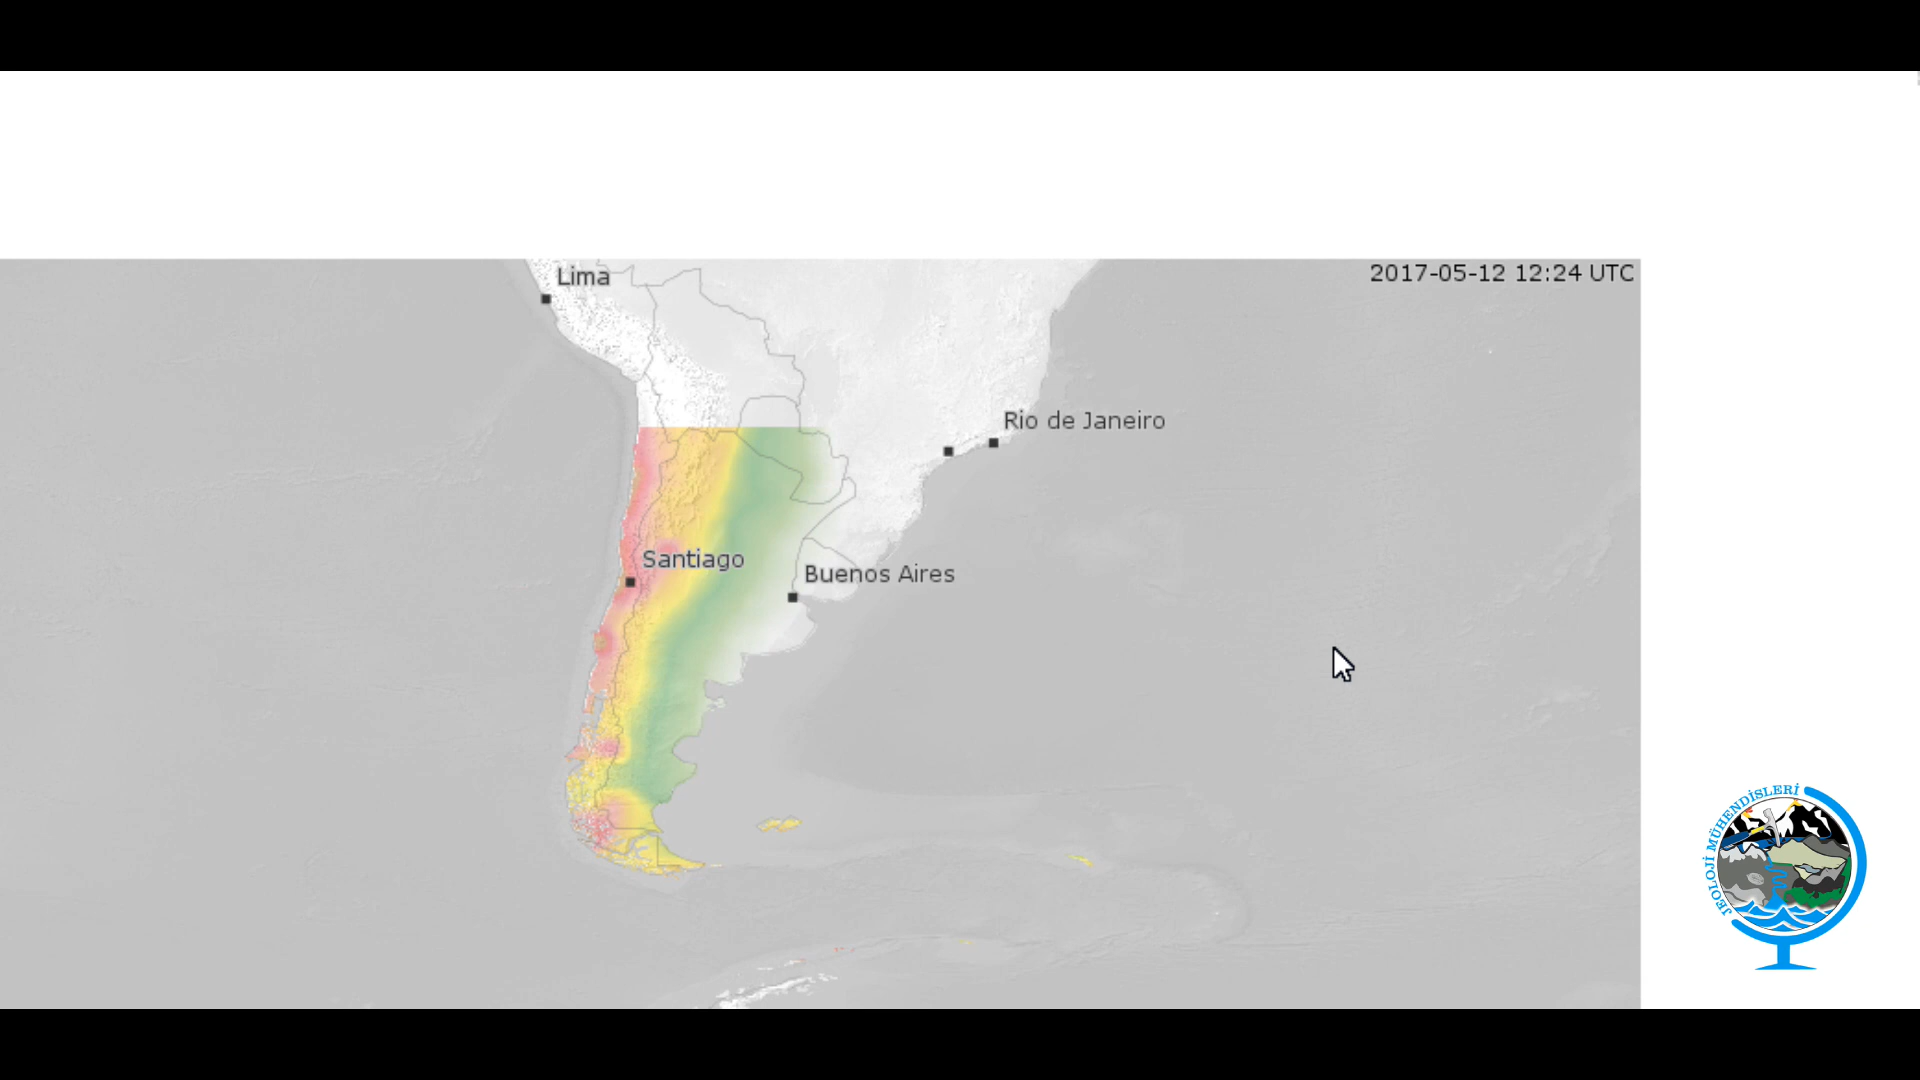 Lima
2017-05-12 12:24 UTC
Rio de Janeiro
Santiago
Buenos Aires
JEOLOJİ MÜHENDİSLERİ